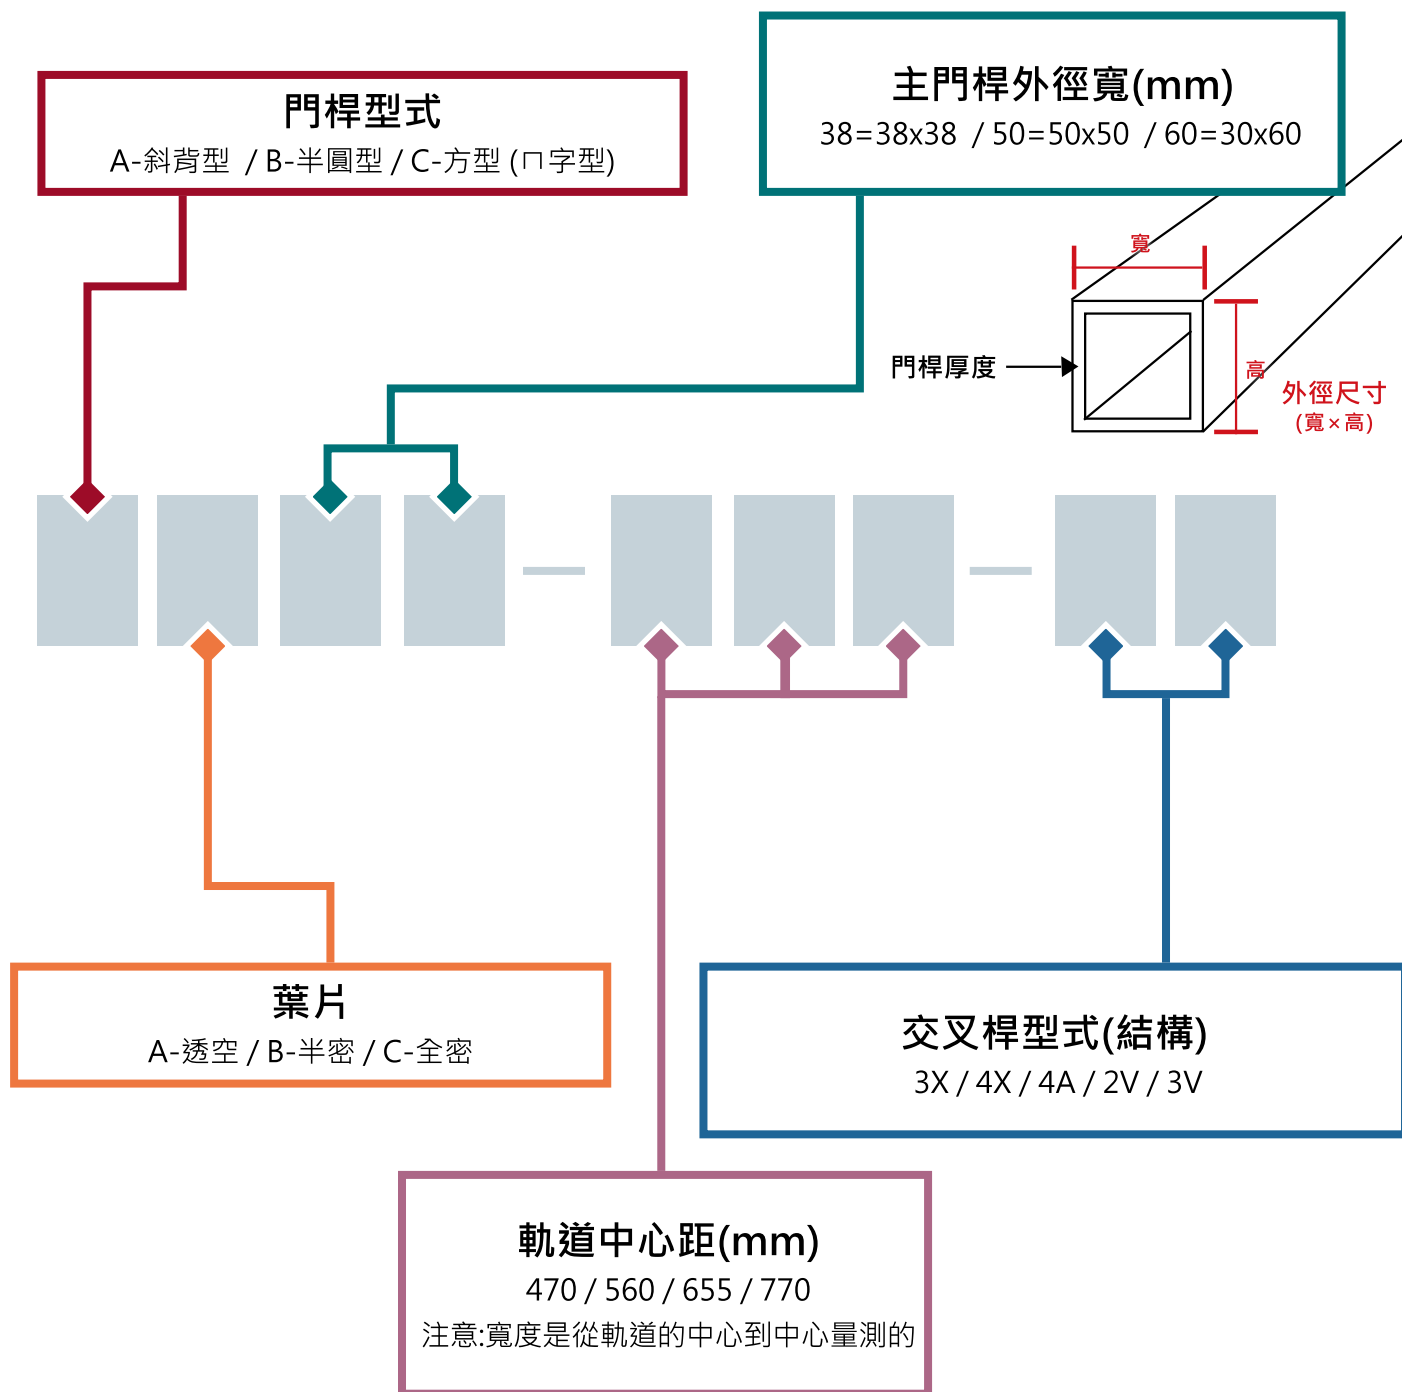 門桿型式
A-斜背型 / B-半圓型 / C-方型 (ㄇ字型)
主門桿外徑寬(mm)
38=38x38 / 50=50x50 / 60=30x60
寬
門桿厚度
高
外徑尺寸
(寬×高)
葉片
A-透空 / B-半密 / C-全密
交叉桿型式(結構)
3X / 4X / 4A / 2V / 3V
軌道中心距(mm)
470 / 560 / 655 / 770
注意:寬度是從軌道的中心到中心量測的